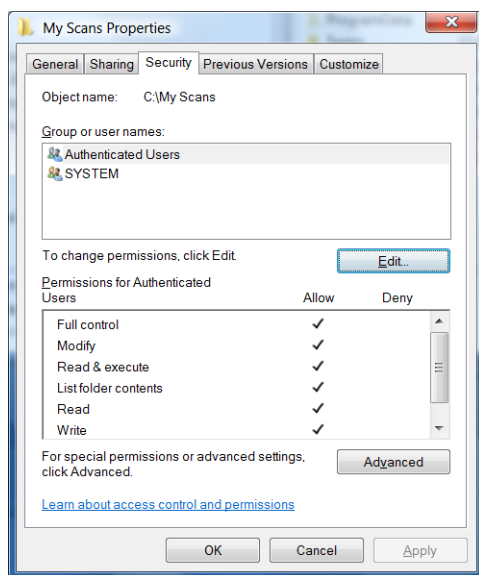 My Scans Properties
General Sharing Security Previous Versions Customize
Object name: C:\My Scans
Group or user names:
Authenticated Users
SYSTEM
To change permissions, click Edit.
Edit...
Permissions for Authenticated
Users Allow Deny
Full control
Modify
Read & execute
List folder contents
Read
Write
For special permissions or advanced settings,
click Advanced.
Advanced
Learn about access control and permissions
OK Cancel Apply